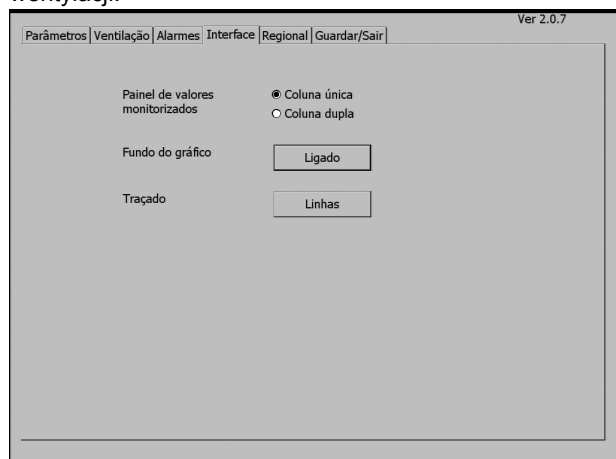 Ver 2.0.7
Parâmetros Ventilação Alarmes Interface Regional Guardar/Sair
Painel de valores
monitorizados
Coluna única
Coluna dupla
Fundo do gráfico
Ligado
Traçado
Linhas